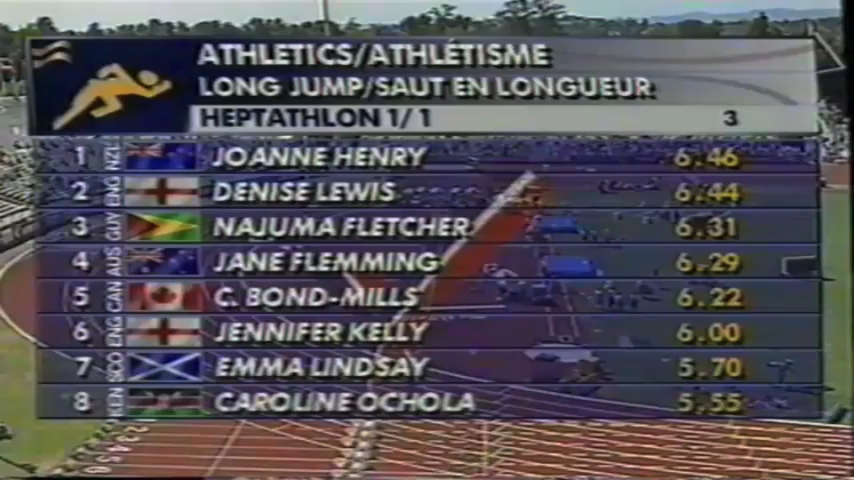 ATHLETICS/ATHLÉTISME
LONG JUMP/SAUT EN LONGUEUR
HEPTATHLON 1/1 3
1 NZL JOANNE HENRY 6.46
2 ENG DENISE LEWIS 6.44
3 GUY NAJUMA FLETCHER 6.31
4 AUS JANE FLEMMING 6.29
5 CAN C. BOND-MILLS 6.22
6 ENG JENNIFER KELLY 6.00
7 SCO EMMA LINDSAY 5.70
8 KEN CAROLINE OCHOLA 5.55